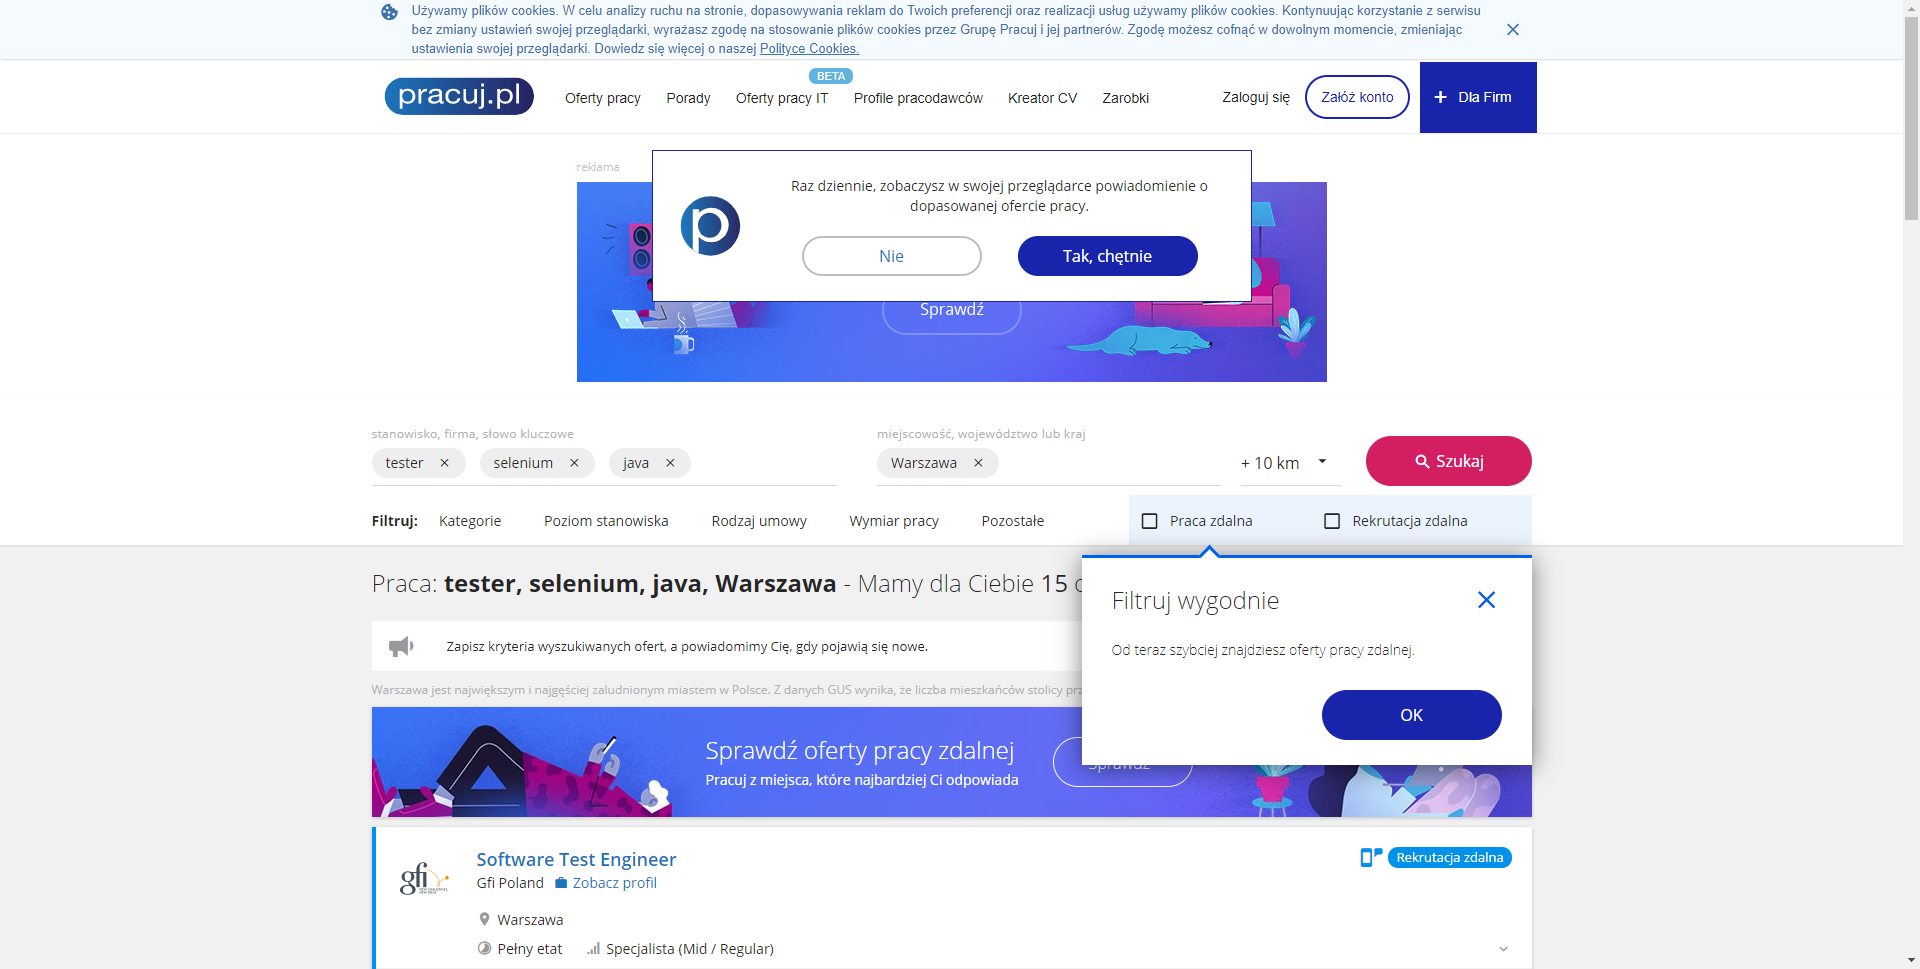 Używamy plików cookies. W celu analizy ruchu na stronie, dopasowywania reklam do Twoich preferencji oraz realizacji usług używamy plików cookies. Kontynuując korzystanie z serwisu
bez zmiany ustawień swojej przeglądarki, wyrażasz zgodę na stosowanie plików cookies przez Grupę Pracuj i jej partnerów. Zgodę możesz cofnąć w dowolnym momencie, zmieniając
ustawienia swojej przeglądarki. Dowiedz się więcej o naszej Polityce Cookies.
BETA
pracuj.pl Oferty pracy Porady Oferty pracy IT Profile pracodawców Kreator CV Zarobki Zaloguj się Załóż konto + Dla Firm
reklama
Raz dziennie, zobaczysz w swojej przeglądarce powiadomienie o
dopasowanej ofercie pracy.
Nie Tak, chętnie
Sprawdź
stanowisko, firma, słowo kluczowe miejscowość, województwo lub kraj
tester selenium java Warszawa + 10 km Szukaj
Filtruj: Kategorie Poziom stanowiska Rodzaj umowy Wymiar pracy Pozostałe Praca zdalna Rekrutacja zdalna
Praca: tester, selenium, java, Warszawa - Mamy dla Ciebie 15
Filtruj wygodnie
Zapisz kryteria wyszukiwanych ofert, a powiadomimy Cię, gdy pojawią się nowe.
Od teraz szybciej znajdziesz oferty pracy zdalnej.
Warszawa jest największym i najgęściej zaludnionym miastem w Polsce. Z danych GUS wynika, że liczba mieszkańców stolicy
OK
Sprawdź oferty pracy zdalnej
Pracuj z miejsca, które najbardziej Ci odpowiada
Sprawdź
gfi
Software Test Engineer
Rekrutacja zdalna
Gfi Poland Zobacz profil
Warszawa
Pełny etat Specjalista (Mid / Regular)